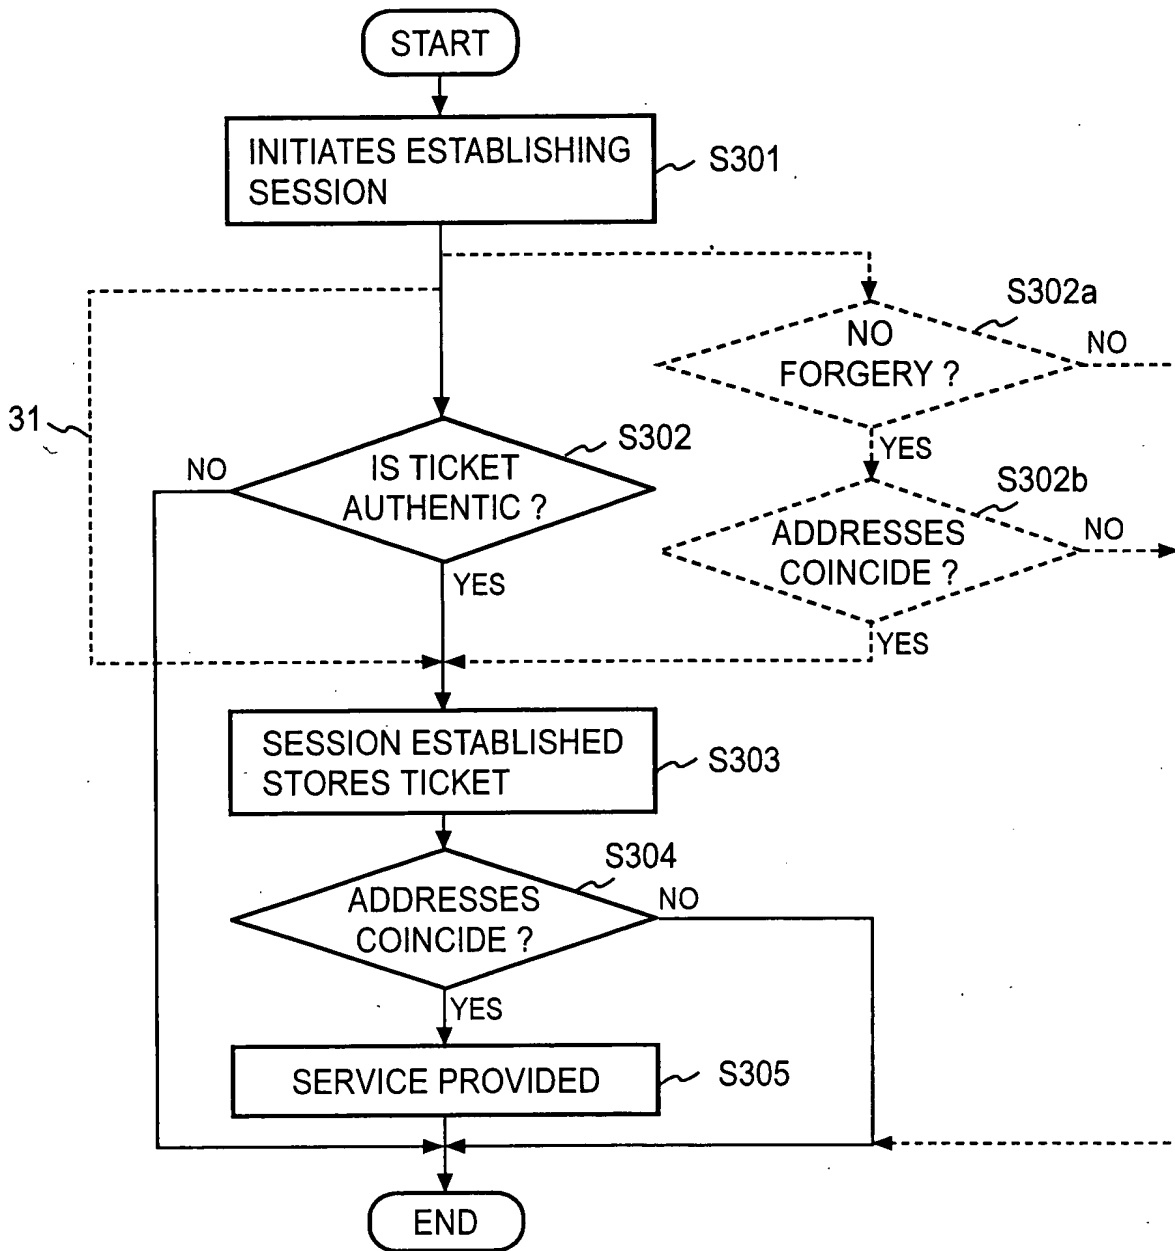 START
INITIATES ESTABLISHING
SESSION
S301
S302a
NO
FORGERY ?
NO
31
YES
S302
NO
IS TICKET
AUTHENTIC ?
S302b
ADDRESSES
COINCIDE ?
NO
YES
YES
SESSION ESTABLISHED
STORES TICKET
S303
S304
ADDRESSES
COINCIDE ?
NO
YES
SERVICE PROVIDED
S305
END